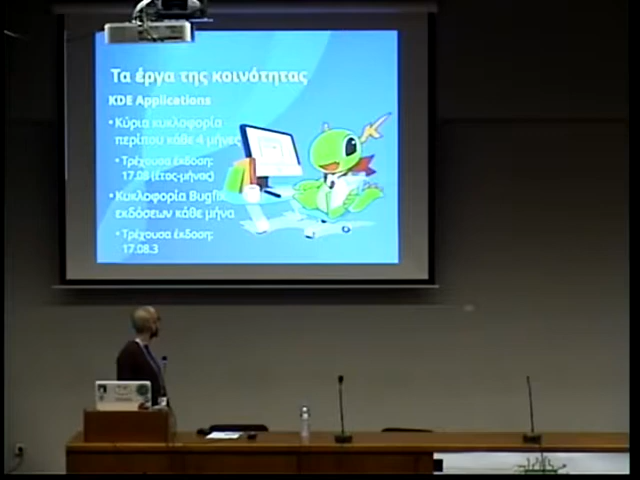 Τα έργα της κοινότητας
KDE Applications
• Κύρια κυκλοφορία
περίπου κάθε 4 μήνες
• Τρέχουσα έκδοση:
17.08 (έτος-μήνας)
• Κυκλοφορία Bugfix
εκδόσεων κάθε μήνα
• Τρέχουσα έκδοση:
17.08.3